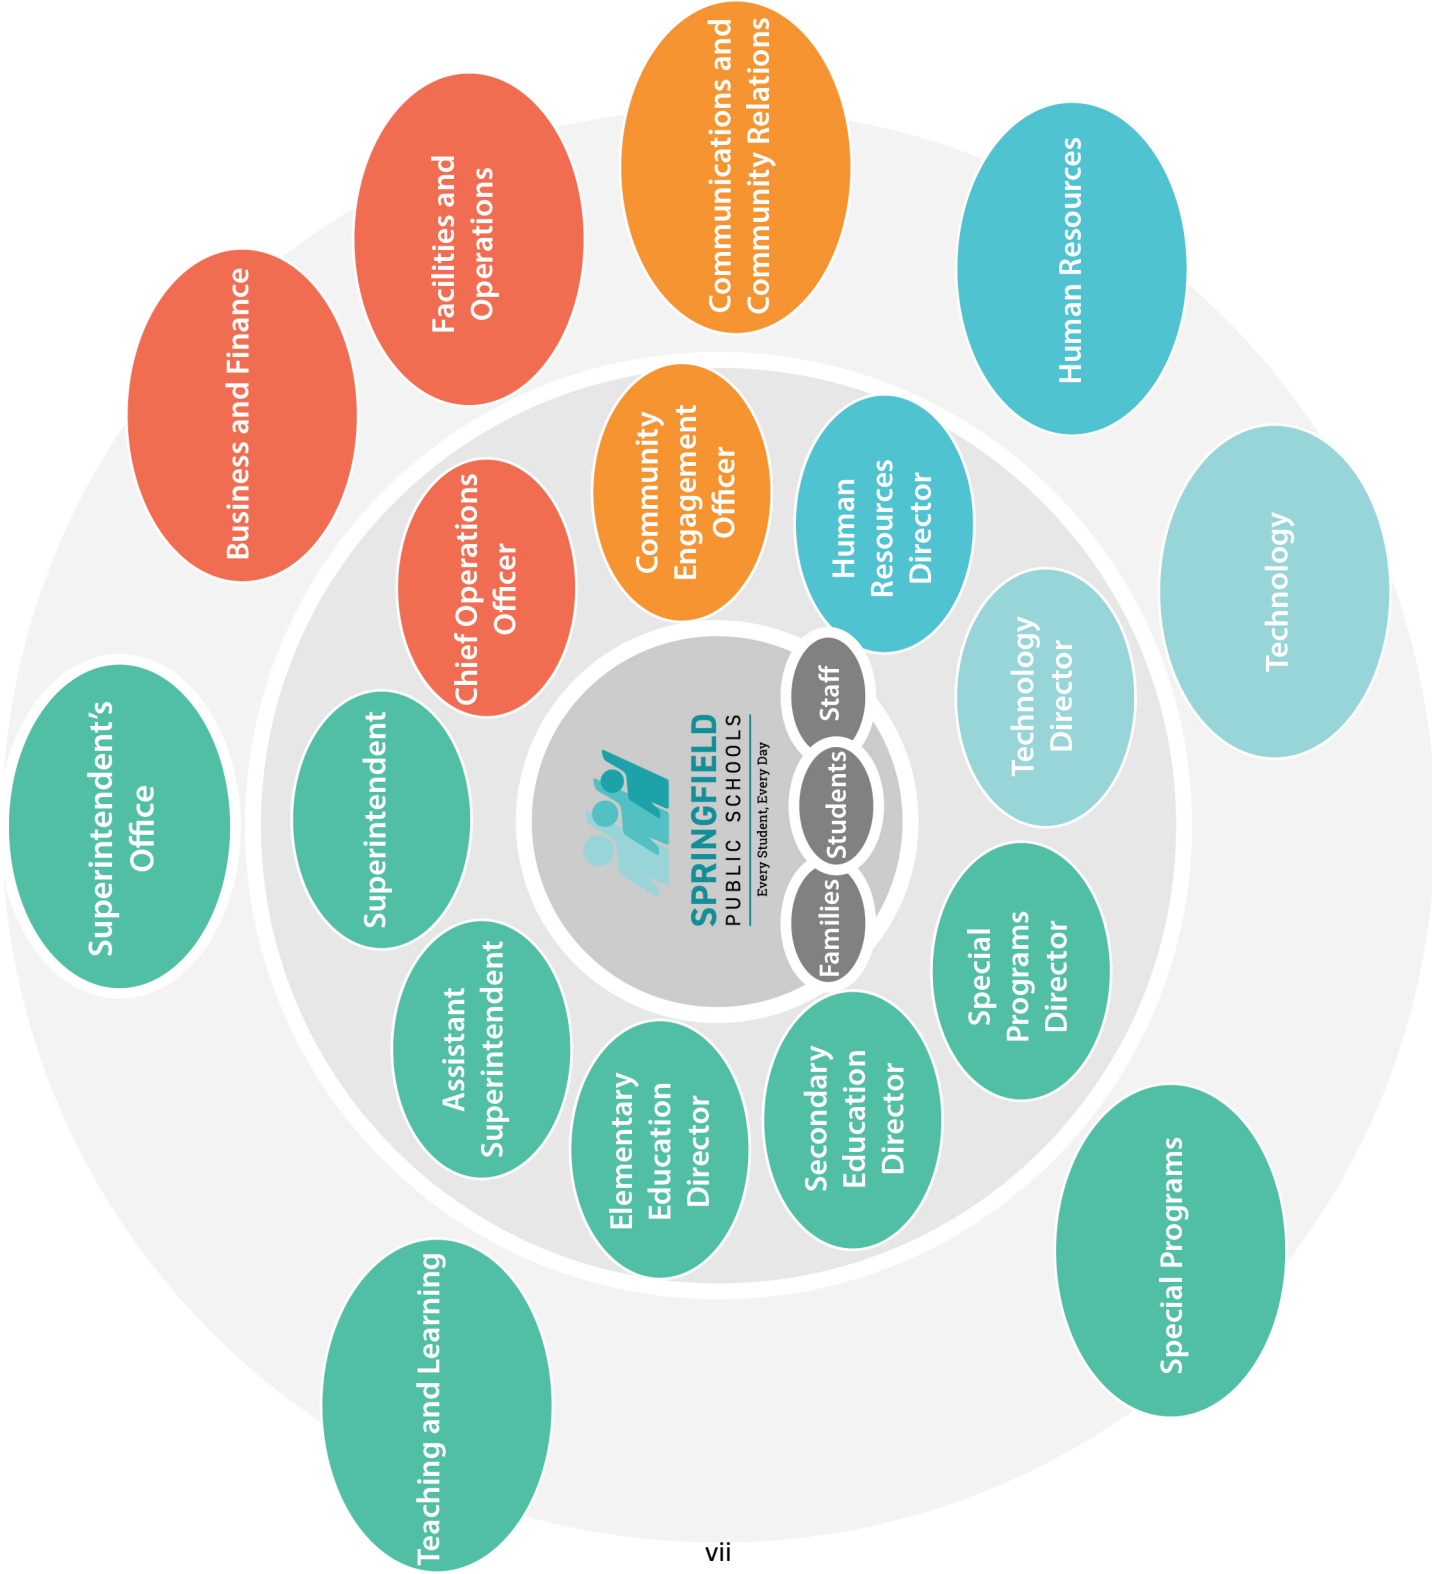 Superintendent's
Office
Business and Finance
Facilities and
Operations
Communications and
Community Relations
Human Resources
Technology
Special Programs
Teaching and Learning
Superintendent
Chief Operations
Officer
Community
Engagement
Officer
Human
Resources
Director
Technology
Director
Special
Programs
Director
Secondary
Education
Director
Elementary
Education
Director
Assistant
Superintendent
SPRINGFIELD
PUBLIC SCHOOLS
Every Student, Every Day
Families
Students
Staff
vii